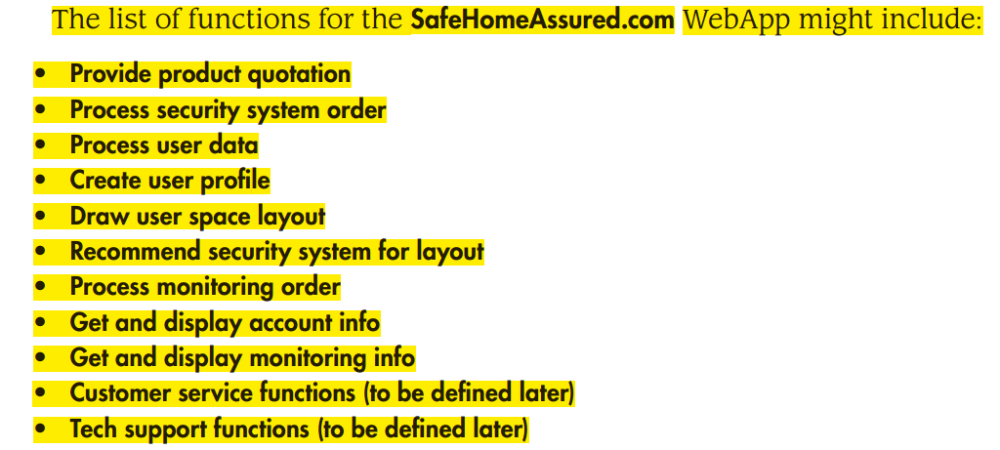 The list of functions for the SafeHomeAssured.com WebApp might include:
• Provide product quotation
• Process security system order
• Process user data
• Create user profile
• Draw user space layout
• Recommend security system for layout
• Process monitoring order
• Get and display account info
• Get and display monitoring info
• Customer service functions (to be defined later)
• Tech support functions (to be defined later)